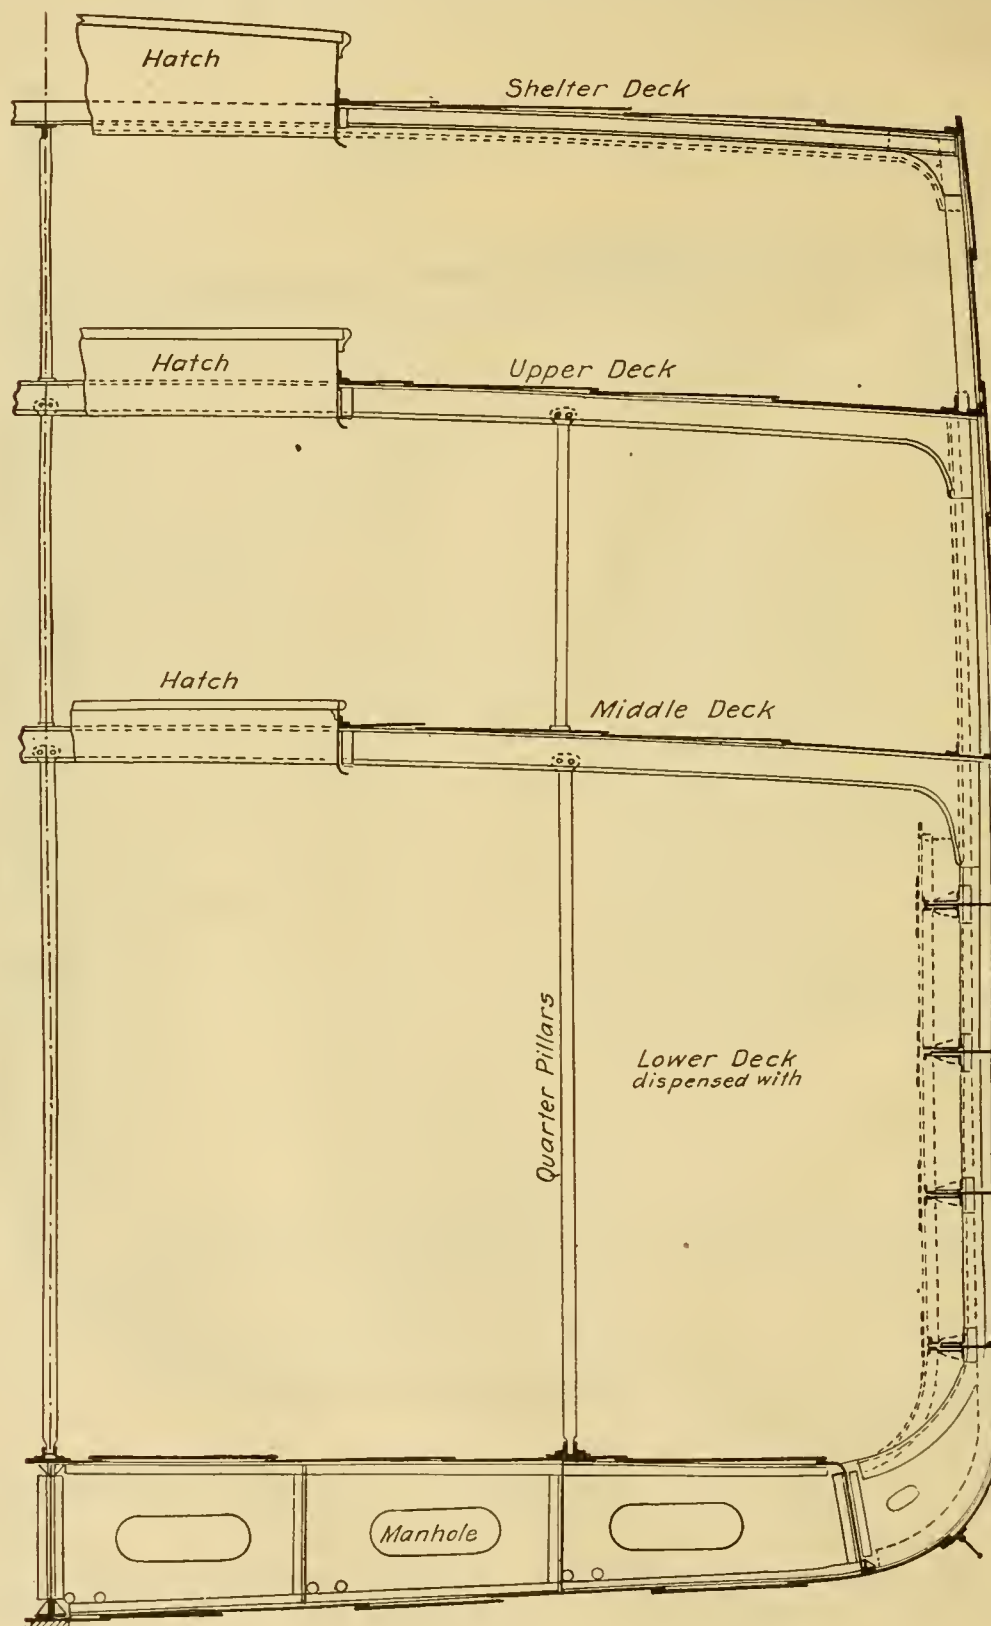 Hatch
Shelter Deck
Hatch
Upper Deck
Hatch
Middle Deck
Quarter Pillars
Lower Deck
dispensed with
Manhole